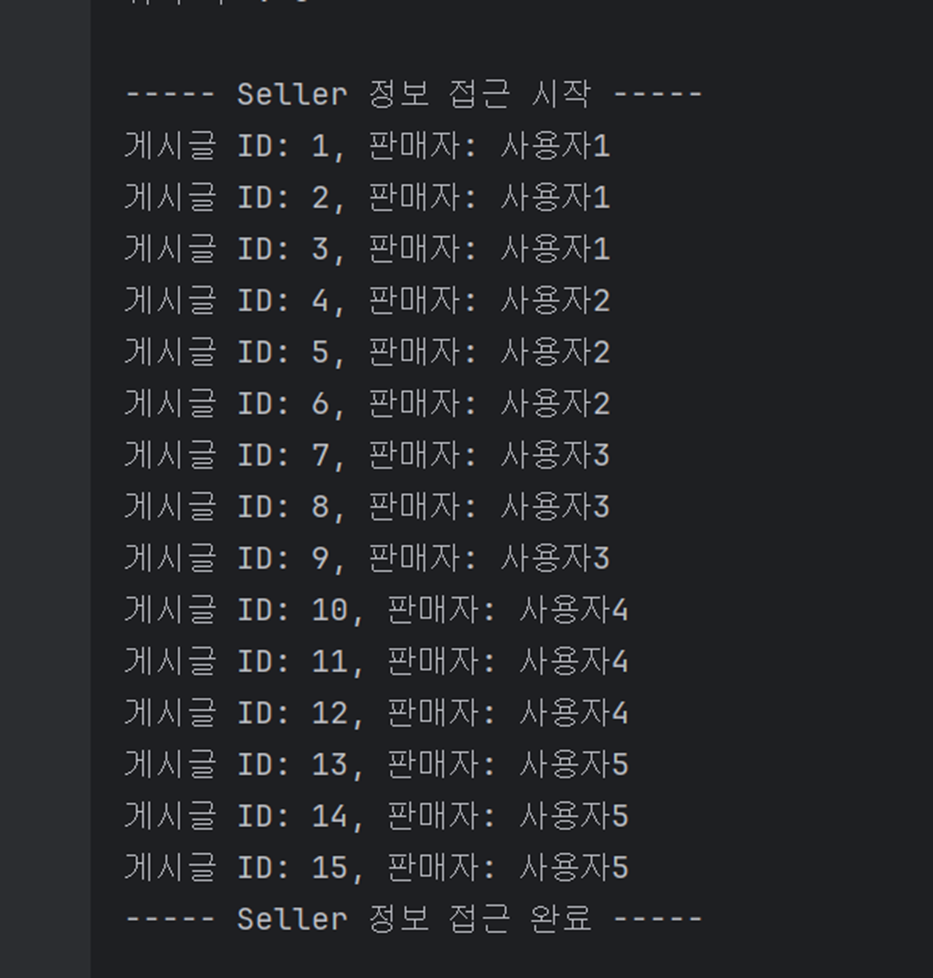 ----- Seller 정보 접근 시작 -----
게시글 ID: 1, 판매자: 사용자1
게시글 ID: 2, 판매자: 사용자1
게시글 ID: 3, 판매자: 사용자1
게시글 ID: 4, 판매자: 사용자2
게시글 ID: 5, 판매자: 사용자2
게시글 ID: 6, 판매자: 사용자2
게시글 ID: 7, 판매자: 사용자3
게시글 ID: 8, 판매자: 사용자3
게시글 ID: 9, 판매자: 사용자3
게시글 ID: 10, 판매자: 사용자4
게시글 ID: 11, 판매자: 사용자4
게시글 ID: 12, 판매자: 사용자4
게시글 ID: 13, 판매자: 사용자5
게시글 ID: 14, 판매자: 사용자5
게시글 ID: 15, 판매자: 사용자5
----- Seller 정보 접근 완료 -----